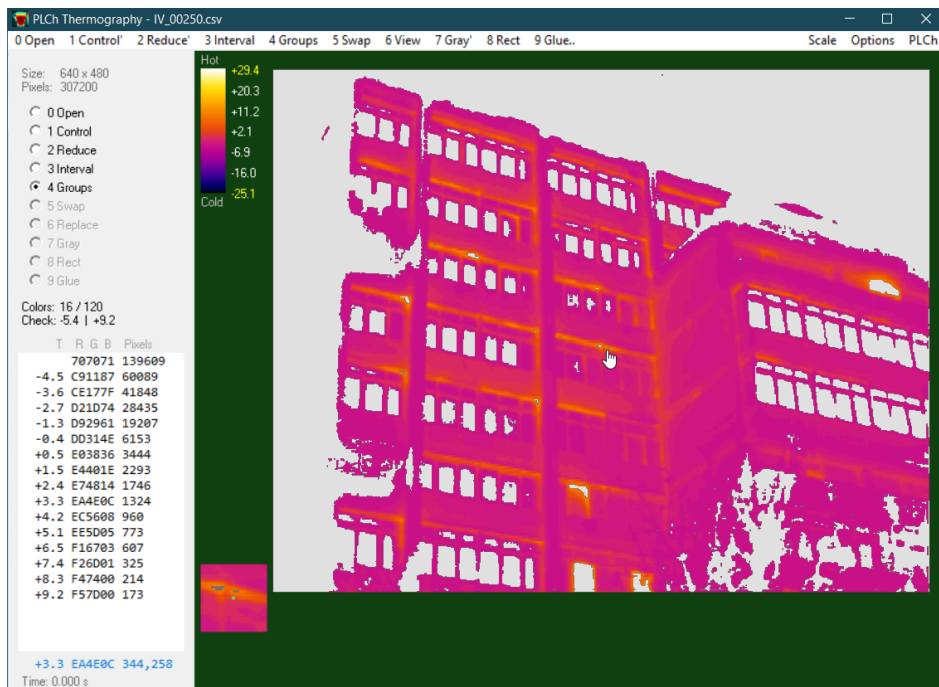 PLCh Thermography - IV_00250.csv
0 Open 1 Control' 2 Reduce' 3 Interval 4 Groups 5 Swap 6 View 7 Gray' 8 Rect 9 Glue.. Scale Options PLCh
Size: 640 x 480
Pixels: 307200
0 Open
1 Control
2 Reduce
3 Interval
4 Groups
5 Swap
6 Replace
7 Gray
8 Rect
9 Glue
Colors: 16 / 120
Check: -5.4 | +9.2
T R G B Pixels
707071 139609
-4.5 C91187 60089
-3.6 CE177F 41848
-2.7 D21D74 28435
-1.3 D92961 19207
-0.4 DD314E 6153
+0.5 E03836 3444
+1.5 E4401E 2293
+2.4 E74814 1746
+3.3 EA4E0C 1324
+4.2 EC5608 960
+5.1 EE5D05 773
+6.5 F16703 607
+7.4 F26D01 325
+8.3 F47400 214
+9.2 F57D00 173
+3.3 EA4E0C 344,258
Time: 0.000 s
Hot
+29.4
+20.3
+11.2
+2.1
-6.9
-16.0
-25.1
Cold